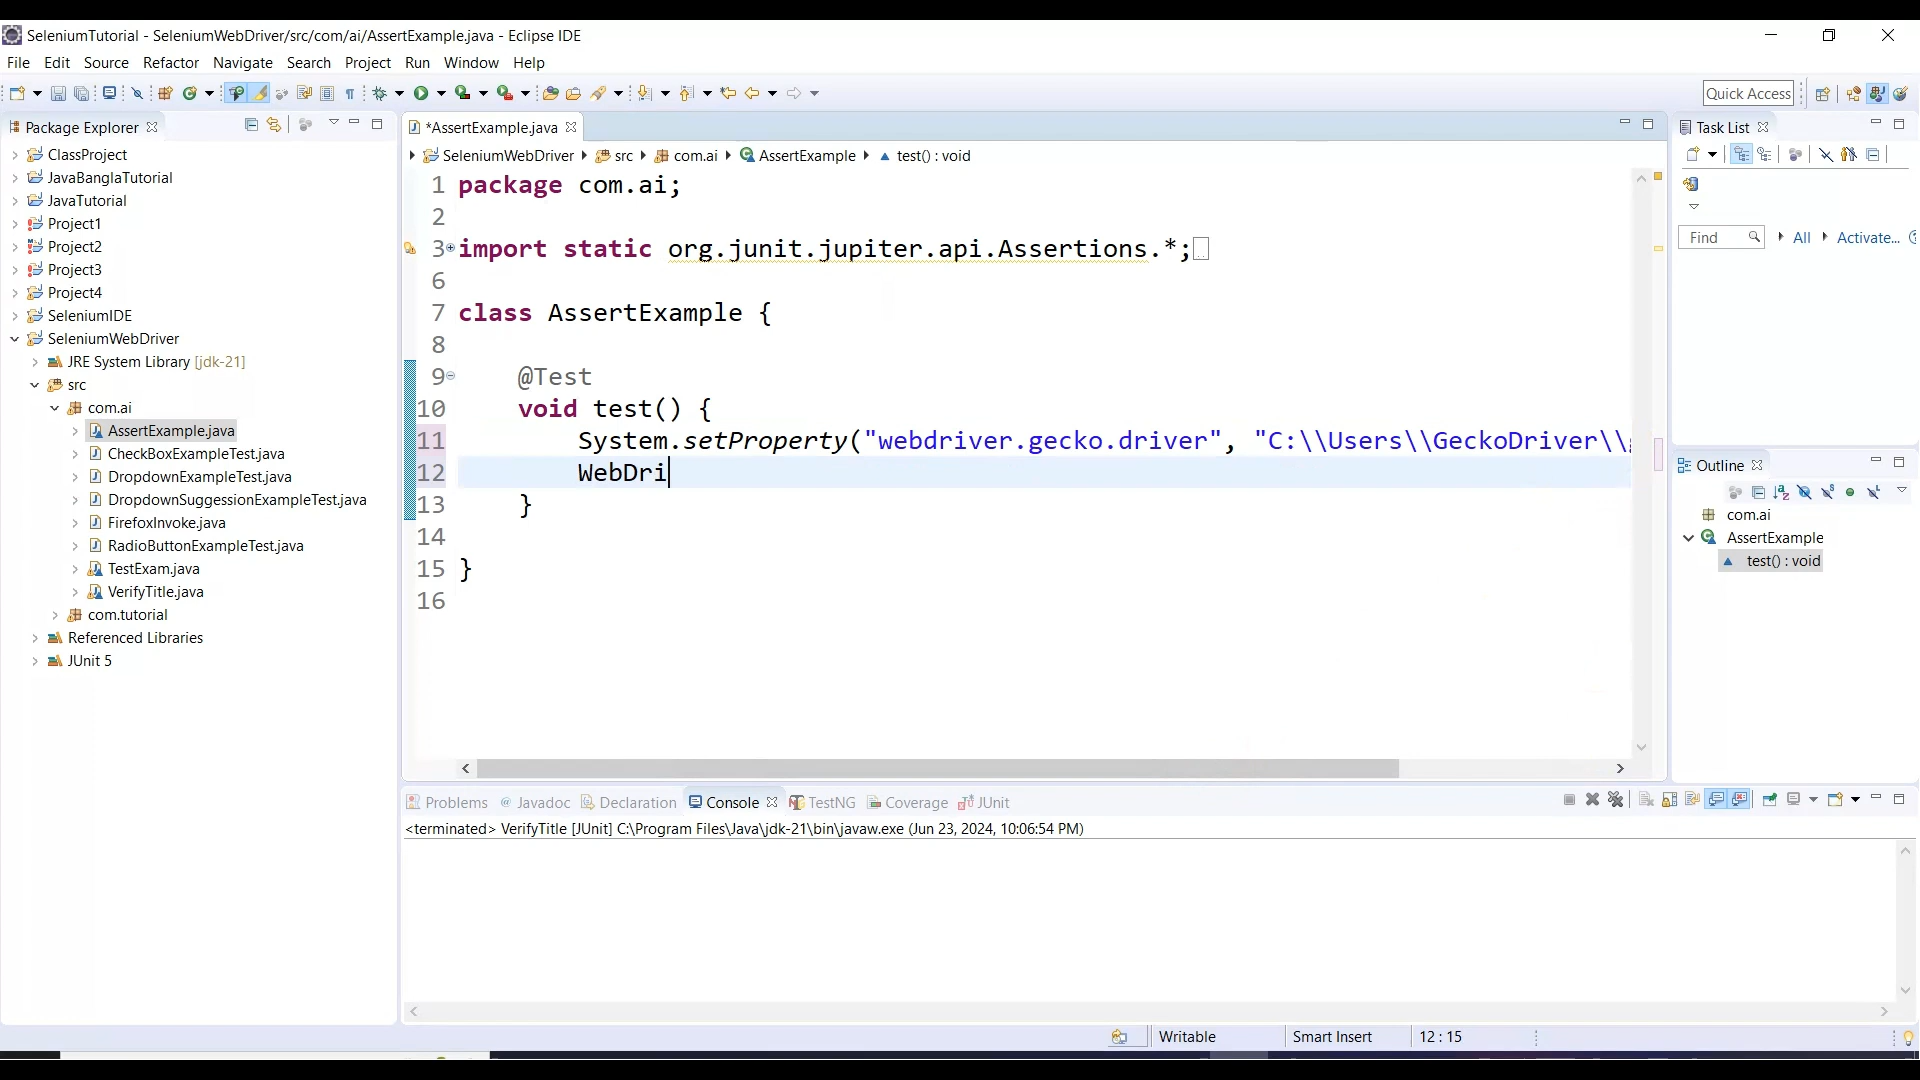 SeleniumTutorial - SeleniumWebDriver/src/com/ai/AssertExample.java - Eclipse IDE
File Edit Source Refactor Navigate Search Project Run Window Help
Quick Access
Package Explorer
ClassProject
JavaBanglaTutorial
JavaTutorial
Project1
Project2
Project3
Project4
SeleniumIDE
SeleniumWebDriver
JRE System Library [jdk-21]
src
com.ai
AssertExample.java
CheckBoxExampleTest.java
DropdownExampleTest.java
DropdownSuggessionExampleTest.java
FirefoxInvoke.java
RadioButtonExampleTest.java
TestExam.java
VerifyTitle.java
com.tutorial
Referenced Libraries
JUnit 5
*AssertExample.java
SeleniumWebDriver src com.ai AssertExample test() : void
1 package com.ai;
2
3 import static org.junit.jupiter.api.Assertions.*;
6
7 class AssertExample {
8
9 @Test
10 void test() {
11 System.setProperty("webdriver.gecko.driver", "C:\\Users\\GeckoDriver\\
12 WebDri
13 }
14
15 }
16
Task List
Find All Activate...
Outline
com.ai
AssertExample
test() : void
Problems Javadoc Declaration Console TestNG Coverage JUnit
<terminated> VerifyTitle [JUnit] C:\Program Files\Java\jdk-21\bin\javaw.exe (Jun 23, 2024, 10:06:54 PM)
Writable Smart Insert 12 : 15